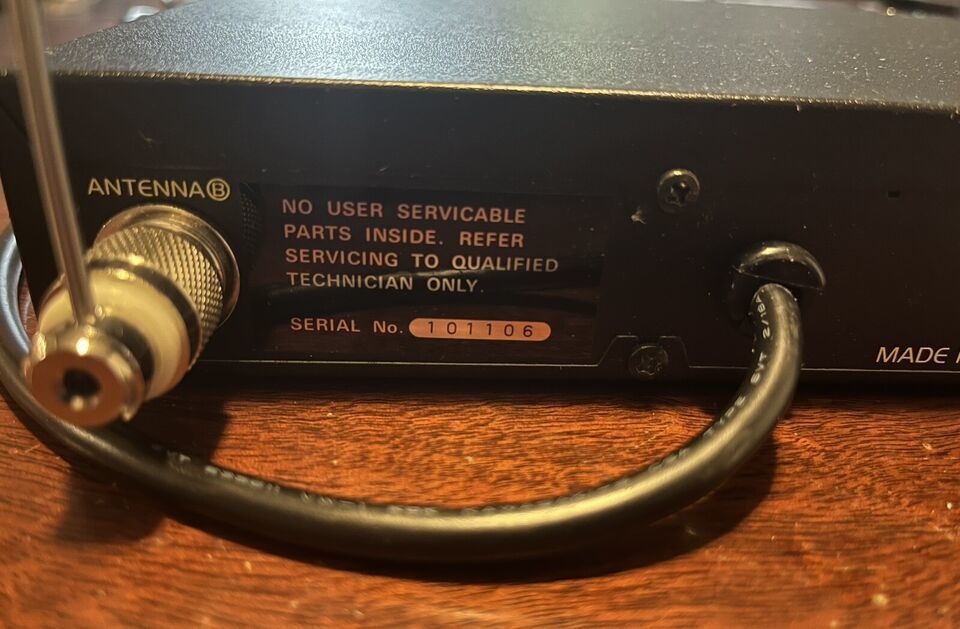 ANTENNA Ⓑ
NO USER SERVICABLE
PARTS INSIDE. REFER
SERVICING TO QUALIFIED
TECHNICIAN ONLY.
SERIAL No. 101106
MADE